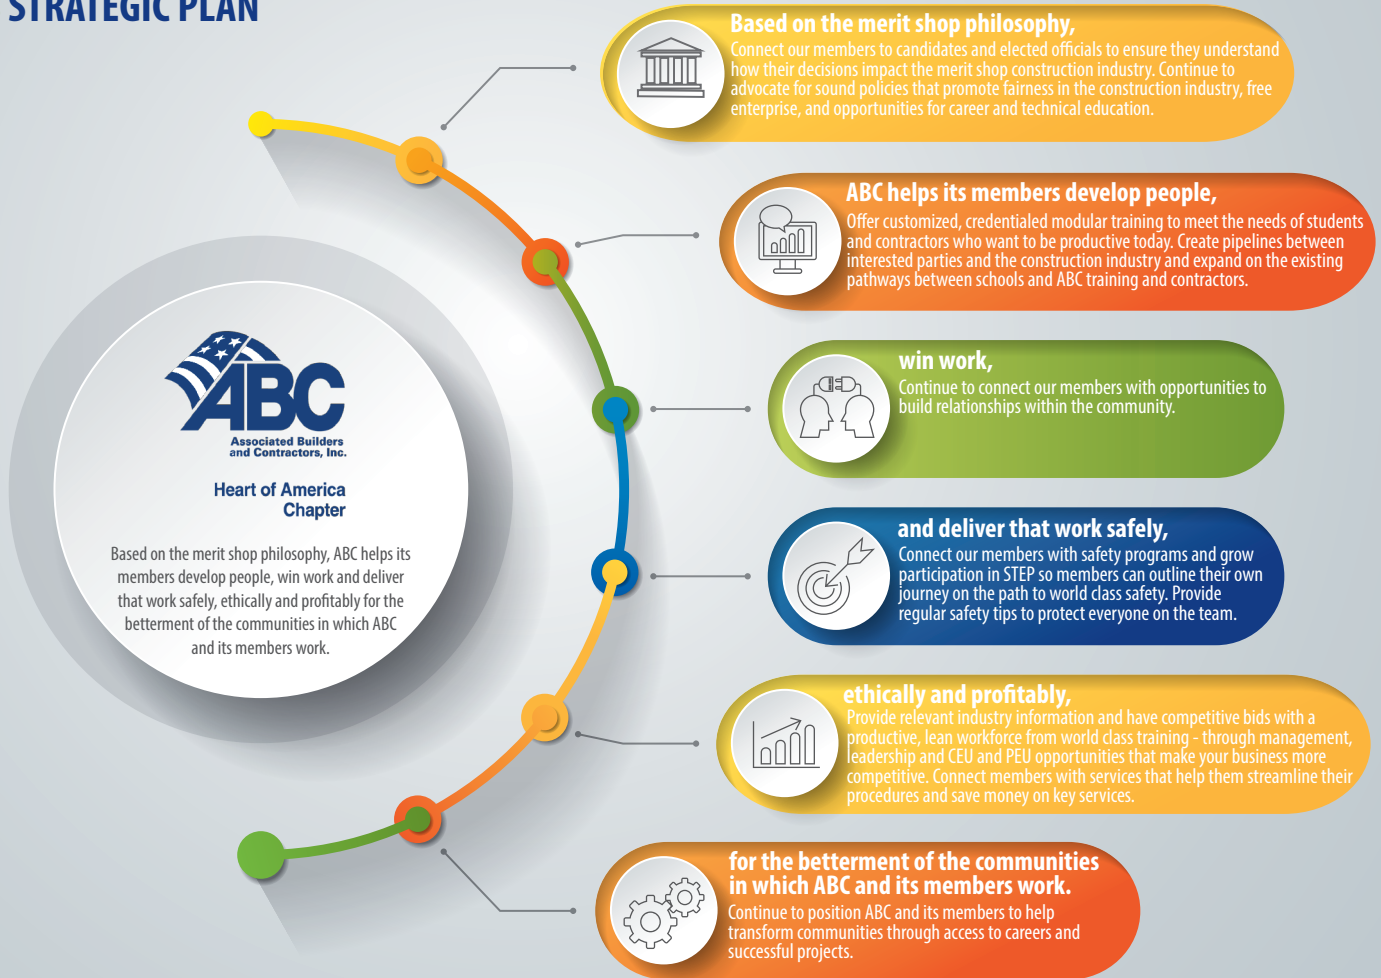 STRATEGIC PLAN
Based on the merit shop philosophy,
Connect our members to candidates and elected officials to ensure they understand
how their decisions impact the merit shop construction industry. Continue to
advocate for sound policies that promote fairness in the construction industry, free
enterprise, and opportunities for career and technical education.
ABC helps its members develop people,
Offer customized, credentialed modular training to meet the needs of students
and contractors who want to be productive today. Create pipelines between
interested parties and the construction industry and expand on the existing
pathways between schools and ABC training and contractors.
ABC
Associated Builders
and Contractors, Inc.
Heart of America
Chapter
Based on the merit shop philosophy, ABC helps its
members develop people, win work and deliver
that work safely, ethically and profitably for the
betterment of the communities in which ABC
and its members work.
win work,
Continue to connect our members with opportunities to
build relationships within the community.
and deliver that work safely,
Connect our members with safety programs and grow
participation in STEP so members can outline their own
journey on the path to world class safety. Provide
regular safety tips to protect everyone on the team.
ethically and profitably,
Provide relevant industry information and have competitive bids with a
productive, lean workforce from world class training - through management,
leadership and CEU and PEU opportunities that make your business more
competitive. Connect members with services that help them streamline their
procedures and save money on key services.
for the betterment of the communities
in which ABC and its members work.
Continue to position ABC and its members to help
transform communities through access to careers and
successful projects.